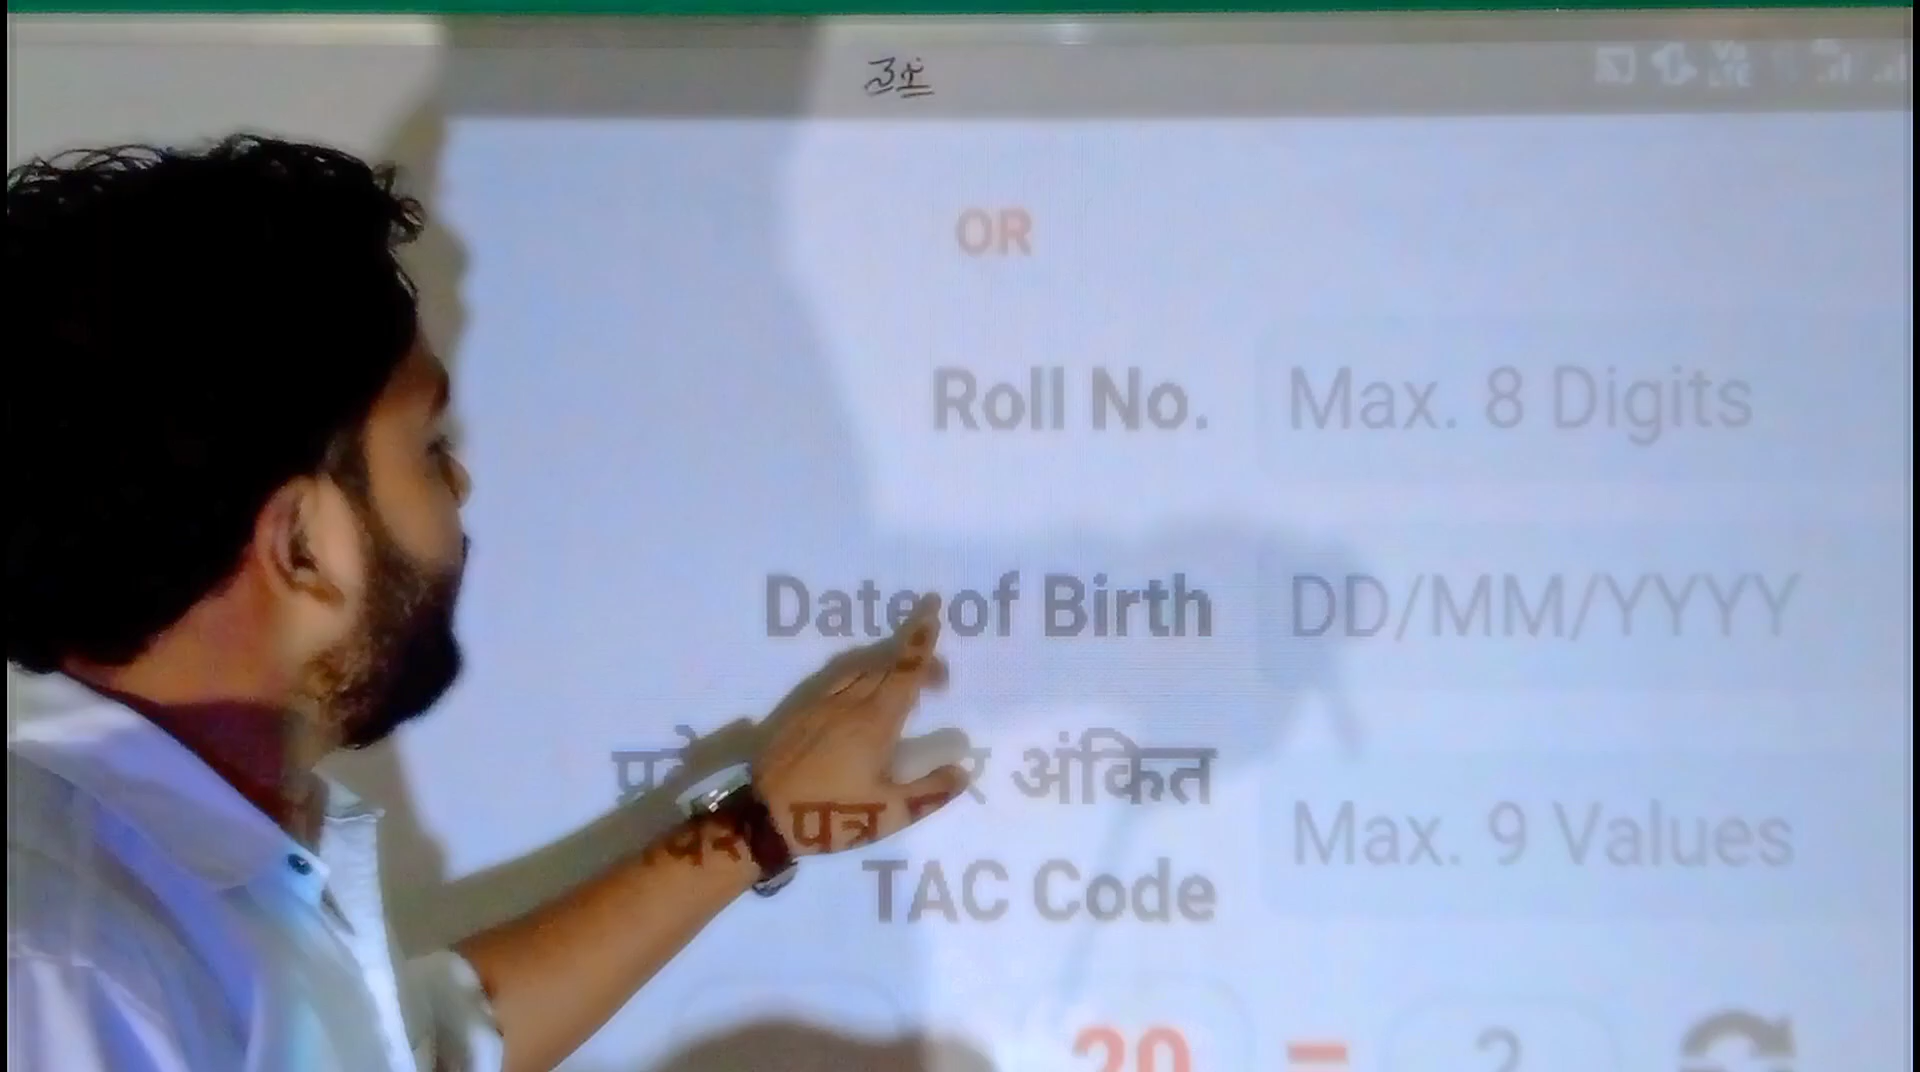 OR
Roll No. Max. 8 Digits
Date of Birth DD/MM/YYYY
अंकित
पत्र
Max. 9 Values
TAC Code
20 = ?